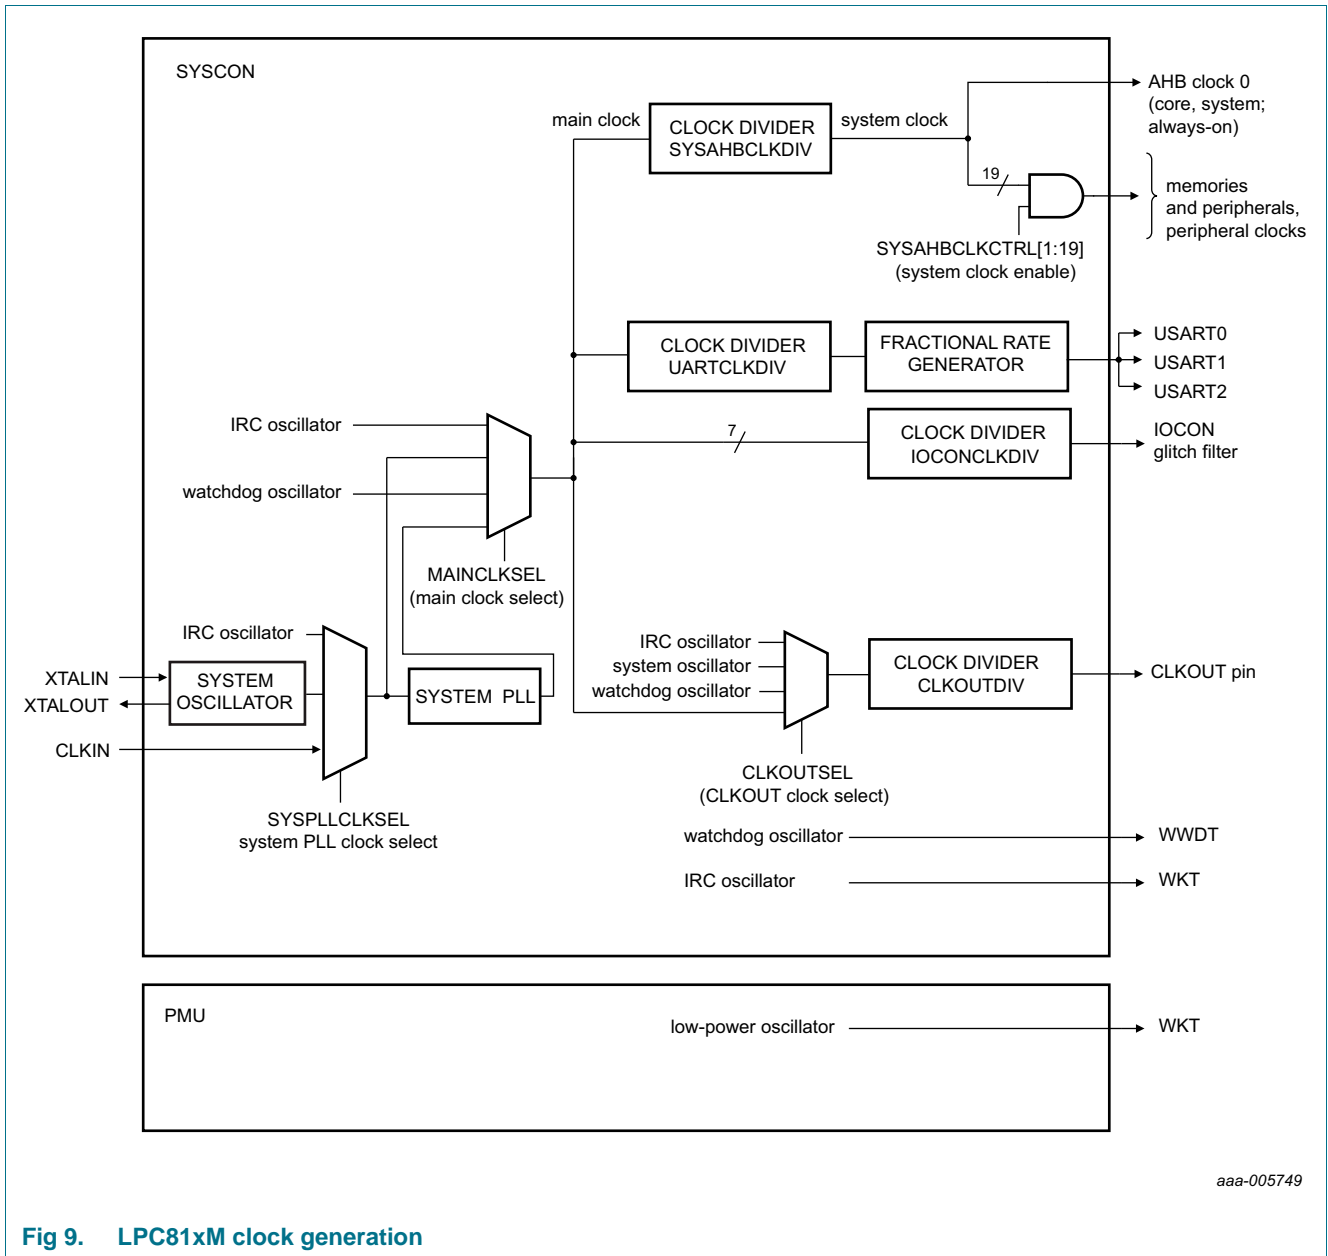 SYSCON
AHB clock 0
(core, system;
always-on)
main clock
CLOCK DIVIDER
SYSAHBCLKDIV
system clock
19
memories
and peripherals,
peripheral clocks
SYSAHBCLKCTRL[1:19]
(system clock enable)
CLOCK DIVIDER
UARTCLKDIV
FRACTIONAL RATE
GENERATOR
USART0
USART1
USART2
IRC oscillator
7
CLOCK DIVIDER
IOCONCLKDIV
IOCON
glitch filter
watchdog oscillator
MAINCLKSEL
(main clock select)
IRC oscillator
XTALIN
XTALOUT
SYSTEM
OSCILLATOR
SYSTEM PLL
CLKIN
SYSPLLCLKSEL
system PLL clock select
IRC oscillator
system oscillator
watchdog oscillator
CLOCK DIVIDER
CLKOUTDIV
CLKOUT pin
CLKOUTSEL
(CLKOUT clock select)
watchdog oscillator
WWDT
IRC oscillator
WKT
PMU
low-power oscillator
WKT
aaa-005749
Fig 9. LPC81xM clock generation